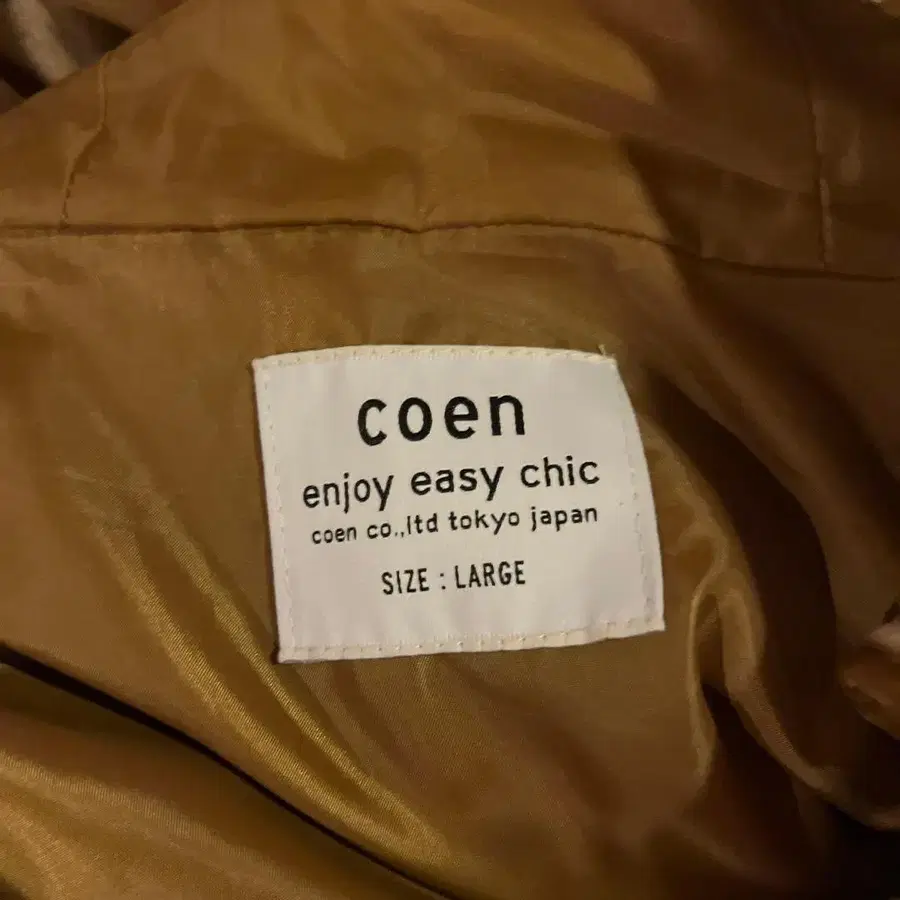 coen
enjoy easy chic
coen co.,ltd tokyo japan
SIZE : LARGE